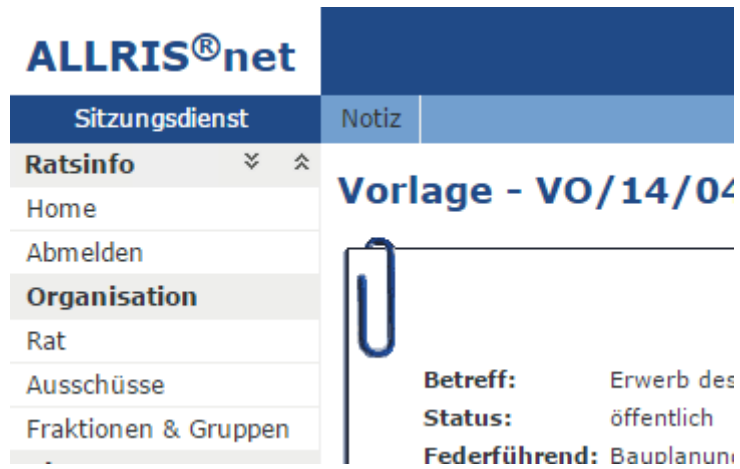 ALLRIS®net
Sitzungsdienst
Notiz
Ratsinfo
Home
Abmelden
Organisation
Rat
Ausschüsse
Fraktionen & Gruppen
Vorlage - VO/14/04
Betreff: Erwerb des
Status: öffentlich
Federführend: Bauplanung